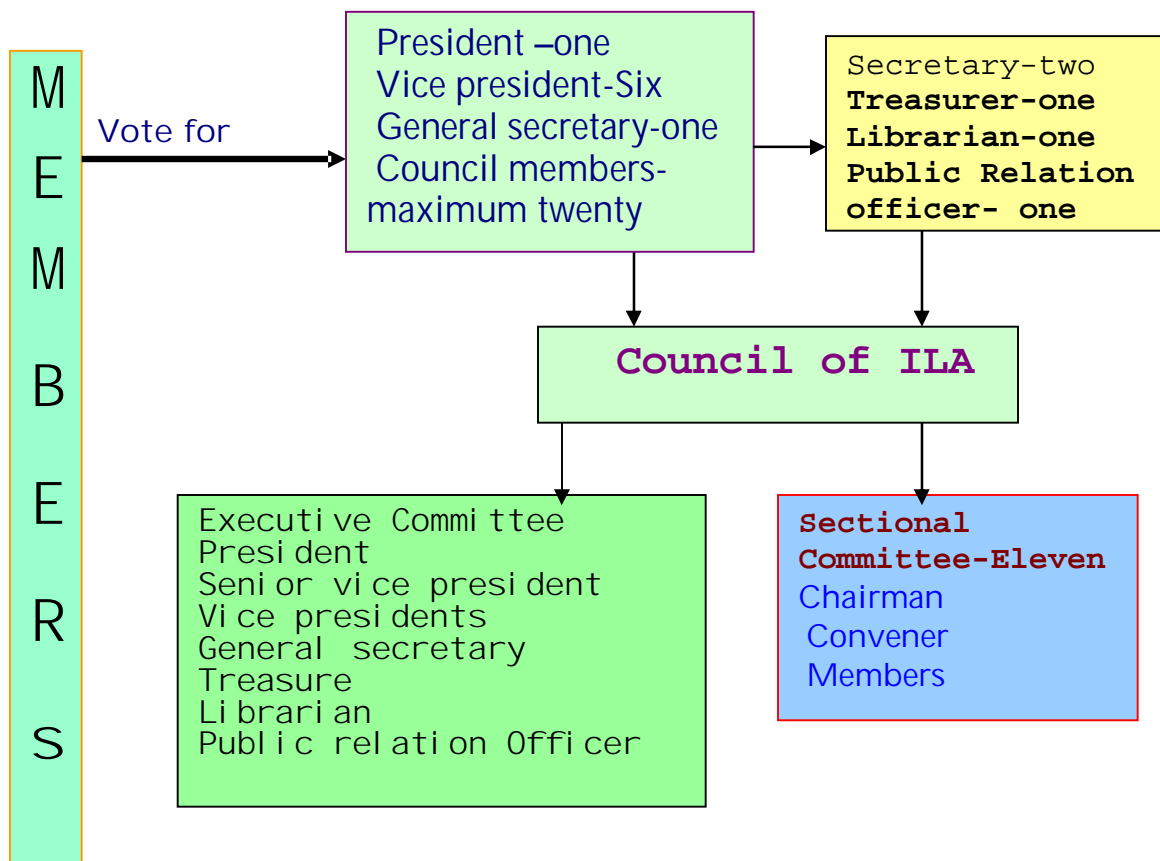 MEMBERS
Vote for
President –one
Vice president-Six
General secretary-one
Council members-
maximum twenty
Secretary-two
Treasurer-one
Librarian-one
Public Relation
officer- one
Council of ILA
Executive Committee
President
Senior vice president
Vice presidents
General secretary
Treasure
Librarian
Public relation Officer
Sectional
Committee-Eleven
Chairman
Convener
Members